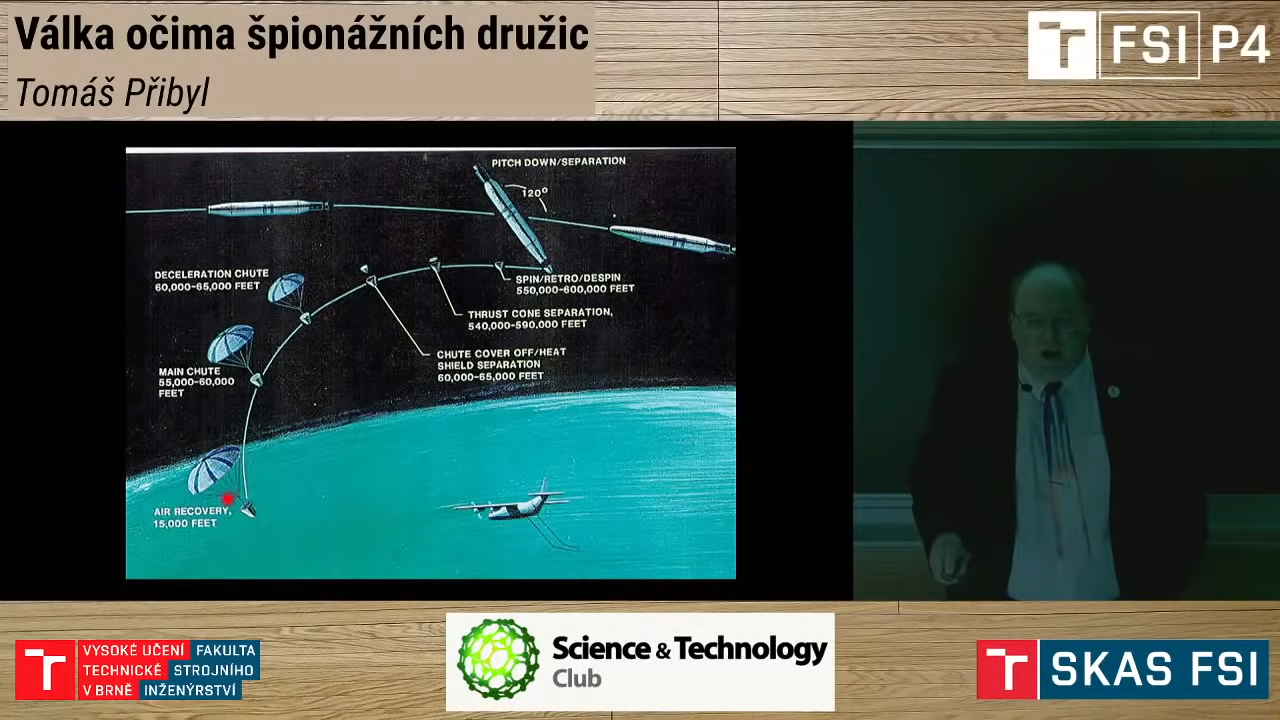 Válka očima špionážních družic
Tomáš Přibyl
T FSI P4
PITCH DOWN/SEPARATION
120°
DECELERATION CHUTE
60,000-65,000 FEET
SPIN/RETRO/DESPIN
550,000-600,000 FEET
THRUST CONE SEPARATION,
540,000-590,000 FEET
CHUTE COVER OFF/HEAT
SHIELD SEPARATION
60,000-65,000 FEET
MAIN CHUTE
55,000-60,000
FEET
AIR RECOVERY,
15,000 FEET
T VYSOKÉ UČENÍ FAKULTA
TECHNICKÉ STROJNÍHO
V BRNĚ INŽENÝRSTVÍ
Science & Technology
Club
T SKAS FSI